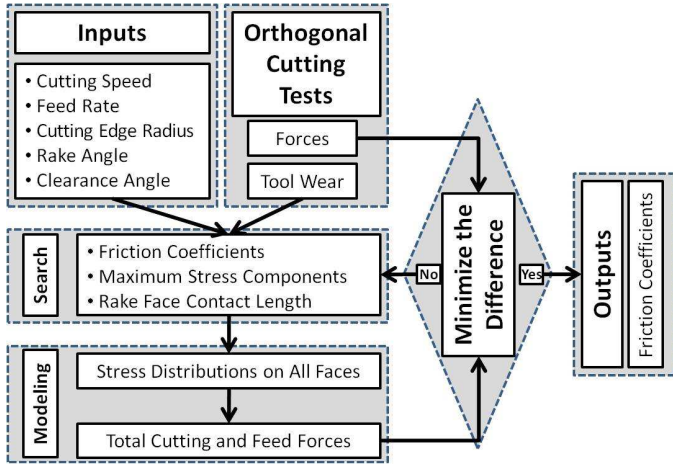 Inputs
• Cutting Speed
• Feed Rate
• Cutting Edge Radius
• Rake Angle
• Clearance Angle
Orthogonal
Cutting
Tests
Forces
Tool Wear
Search
• Friction Coefficients
• Maximum Stress Components
• Rake Face Contact Length
Modeling
Stress Distributions on All Faces
Total Cutting and Feed Forces
No
Minimize the
Difference
Yes
Outputs
Friction Coefficients